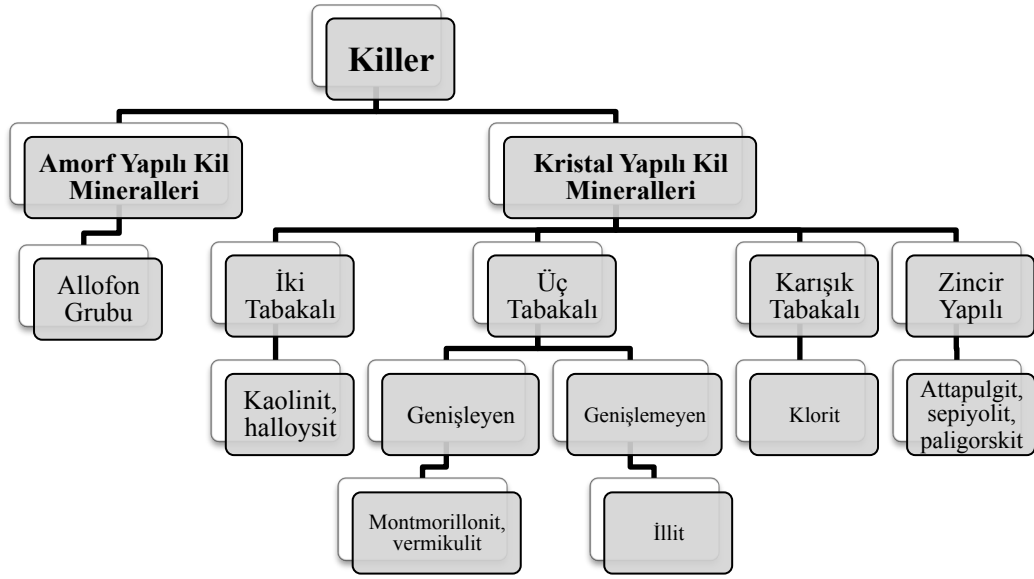 Killer
Amorf Yapılı Kil
Mineralleri
Kristal Yapılı Kil
Mineralleri
Allofon
Grubu
İki
Tabakalı
Üç
Tabakalı
Karışık
Tabakalı
Zincir
Yapılı
Kaolinit,
halloysit
Genişleyen
Genişlemeyen
Klorit
Attapulgit,
sepiyolit,
paligorskit
Montmorillonit,
vermikulit
İllit